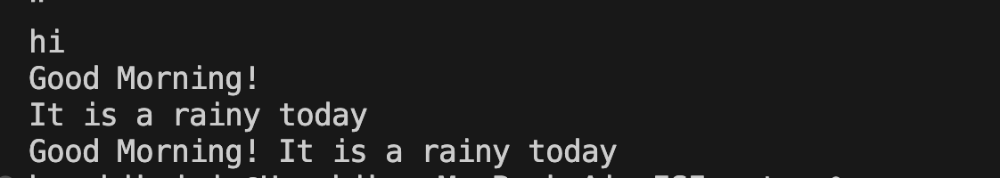 hi
Good Morning!
It is a rainy today
Good Morning! It is a rainy today